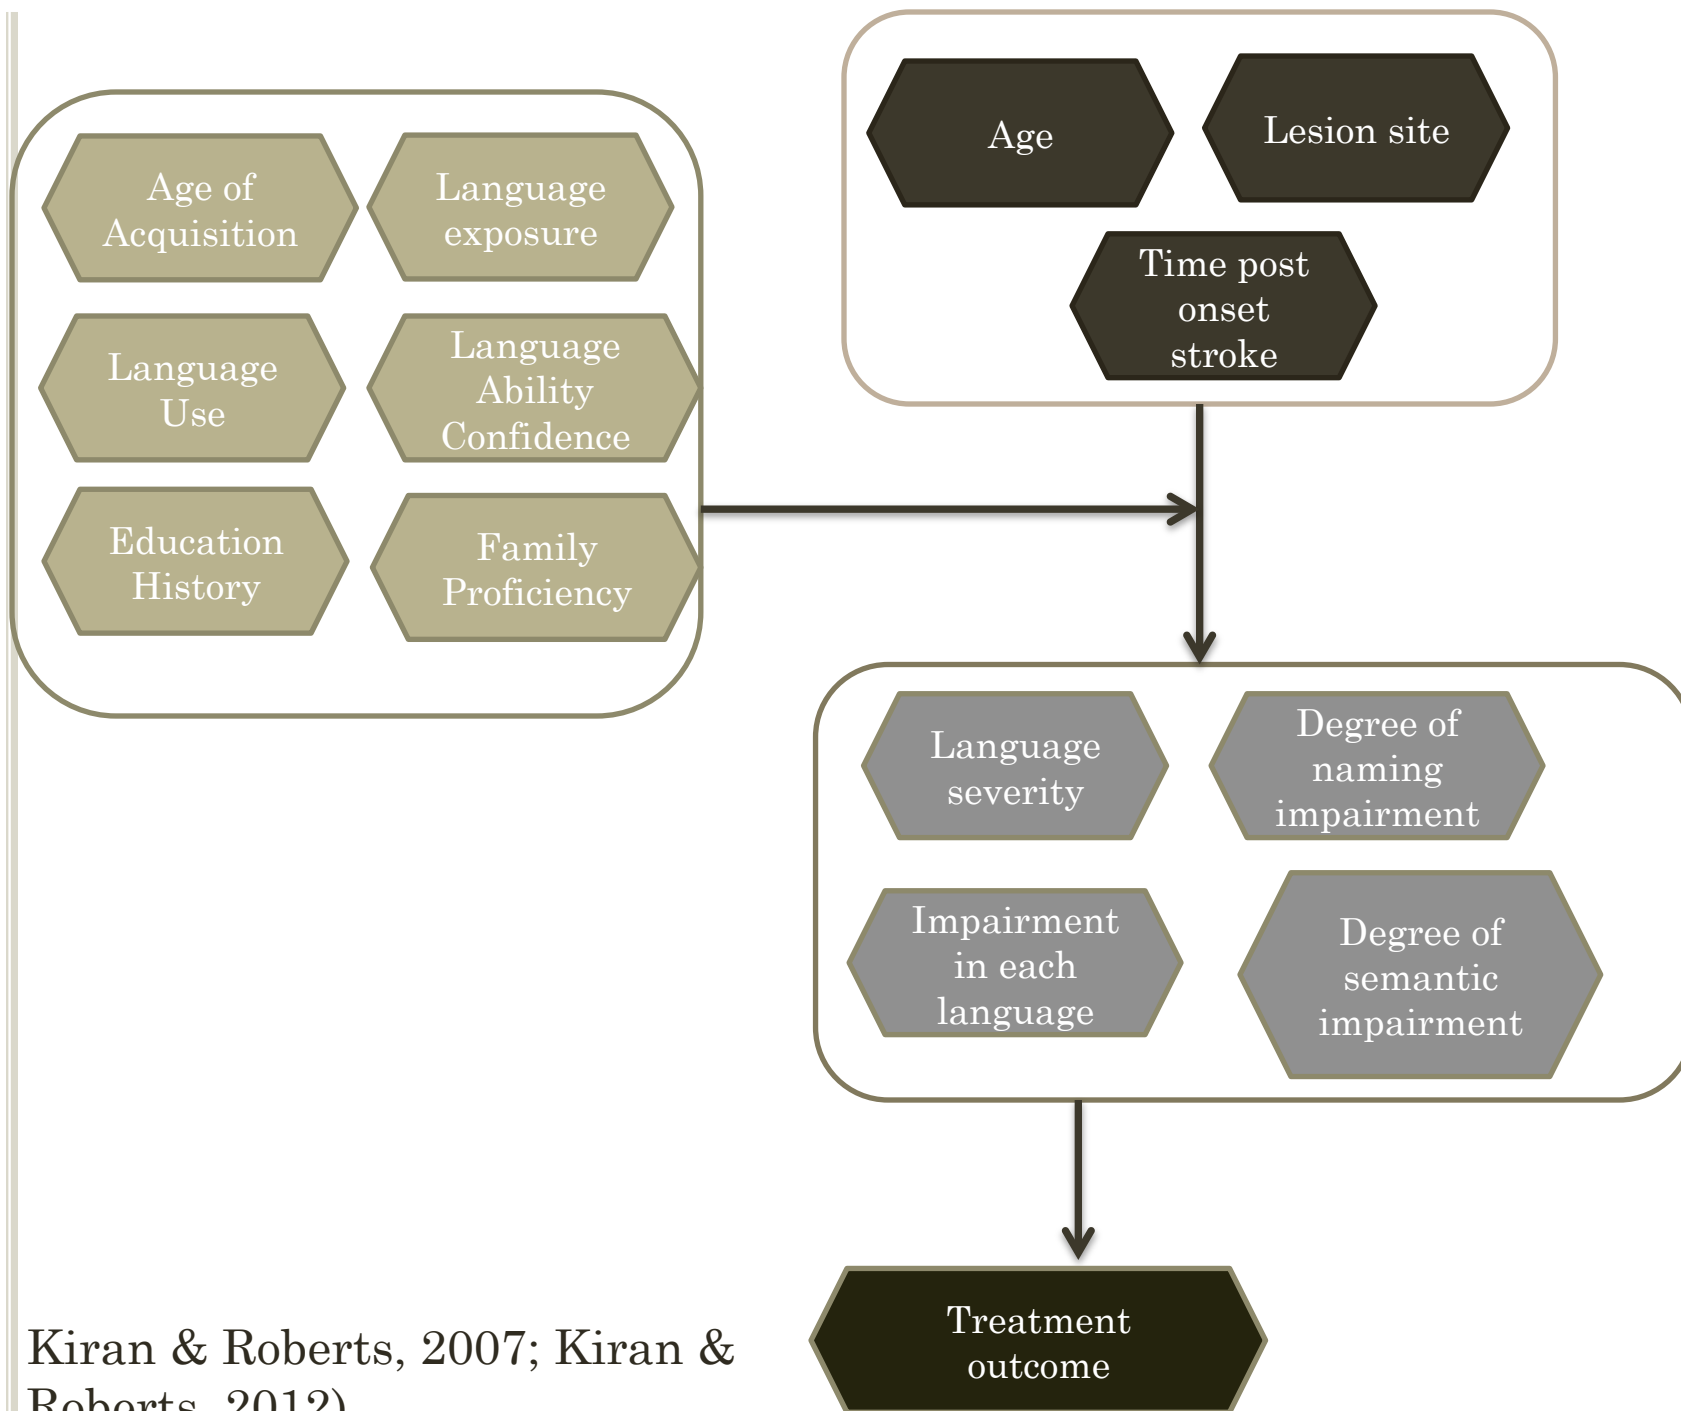 Age
Lesion site
Time post
onset
stroke
Age of
Acquisition
Language
exposure
Language
Use
Language
Ability
Confidence
Education
History
Family
Proficiency
Language
severity
Degree of
naming
impairment
Impairment
in each
language
Degree of
semantic
impairment
Treatment
outcome
Kiran & Roberts, 2007; Kiran &
Roberts, 2012)